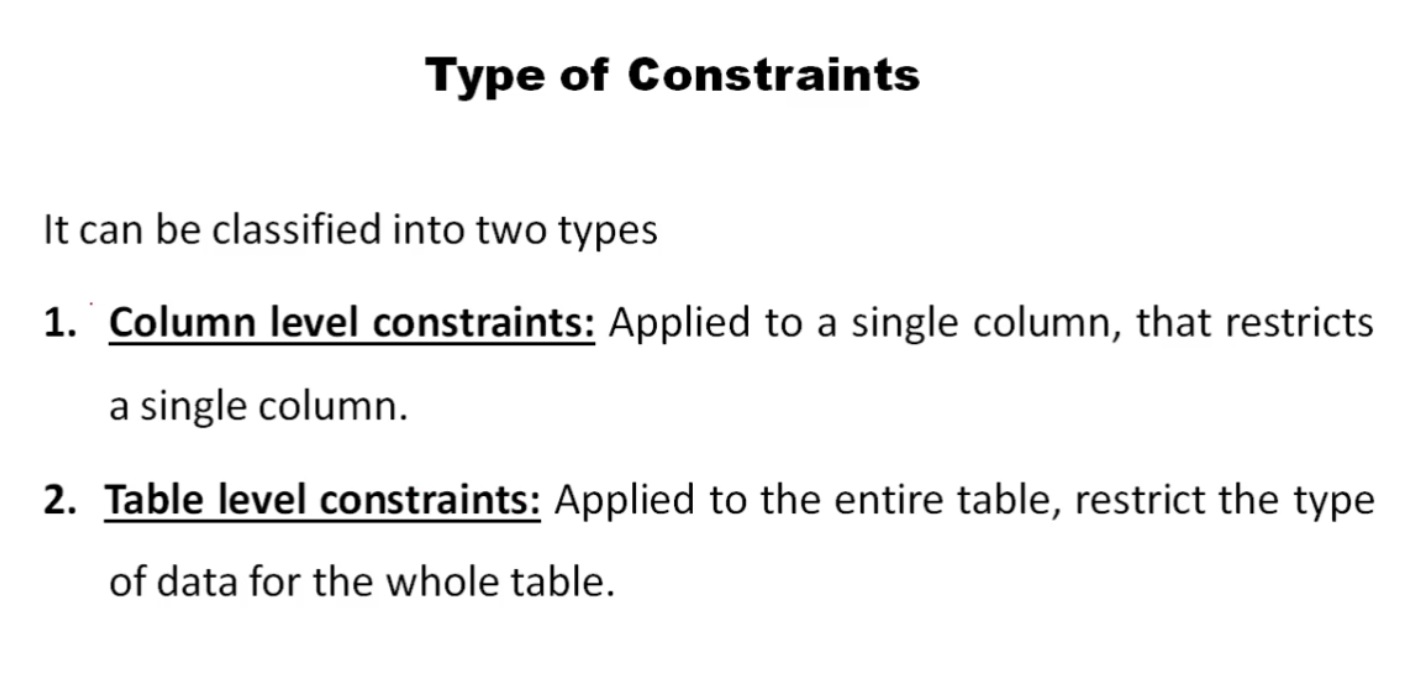 Type of Constraints
It can be classified into two types
1. Column level constraints: Applied to a single column, that restricts
a single column.
2. Table level constraints: Applied to the entire table, restrict the type
of data for the whole table.